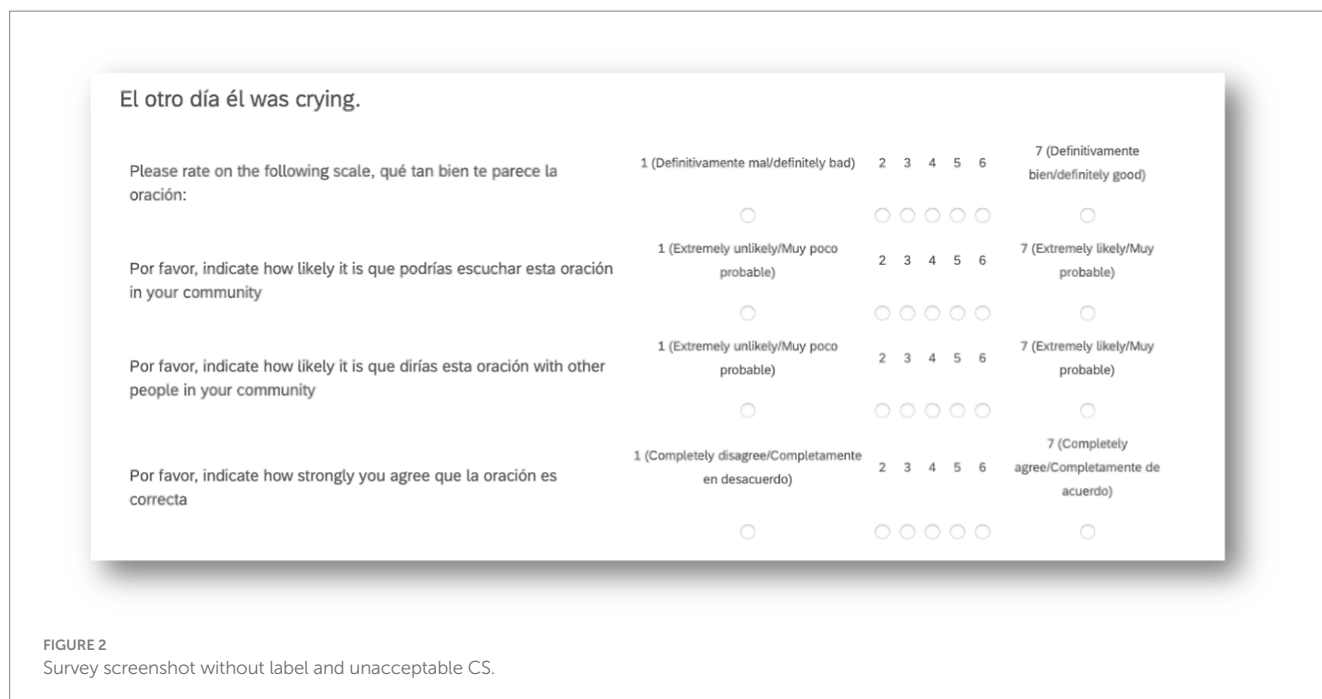 El otro día él was crying.
Please rate on the following scale, qué tan bien te parece la
oración:
1 (Definitivamente mal/definitely bad) 2 3 4 5 6 7 (Definitivamente
bien/definitely good)
Por favor, indicate how likely it is que podrías escuchar esta oración
in your community
1 (Extremely unlikely/Muy poco
probable) 2 3 4 5 6 7 (Extremely likely/Muy
probable)
Por favor, indicate how likely it is que dirías esta oración with other
people in your community
1 (Extremely unlikely/Muy poco
probable) 2 3 4 5 6 7 (Extremely likely/Muy
probable)
Por favor, indicate how strongly you agree que la oración es
correcta
1 (Completely disagree/Completamente
en desacuerdo) 2 3 4 5 6 7 (Completely
agree/Completamente de
acuerdo)
FIGURE 2
Survey screenshot without label and unacceptable CS.